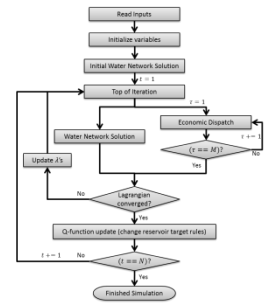 Read Inputs
Initialize variables
Initial Water Network Solution
t = 1
Top of Iteration
τ = 1
Economic Dispatch
τ += 1
Water Network Solution
(τ == M)?
No
Update λ's
Yes
No
Lagrangian
converged?
Yes
Q-function update (change reservoir target rules)
t += 1
No
(t == N)?
Yes
Finished Simulation